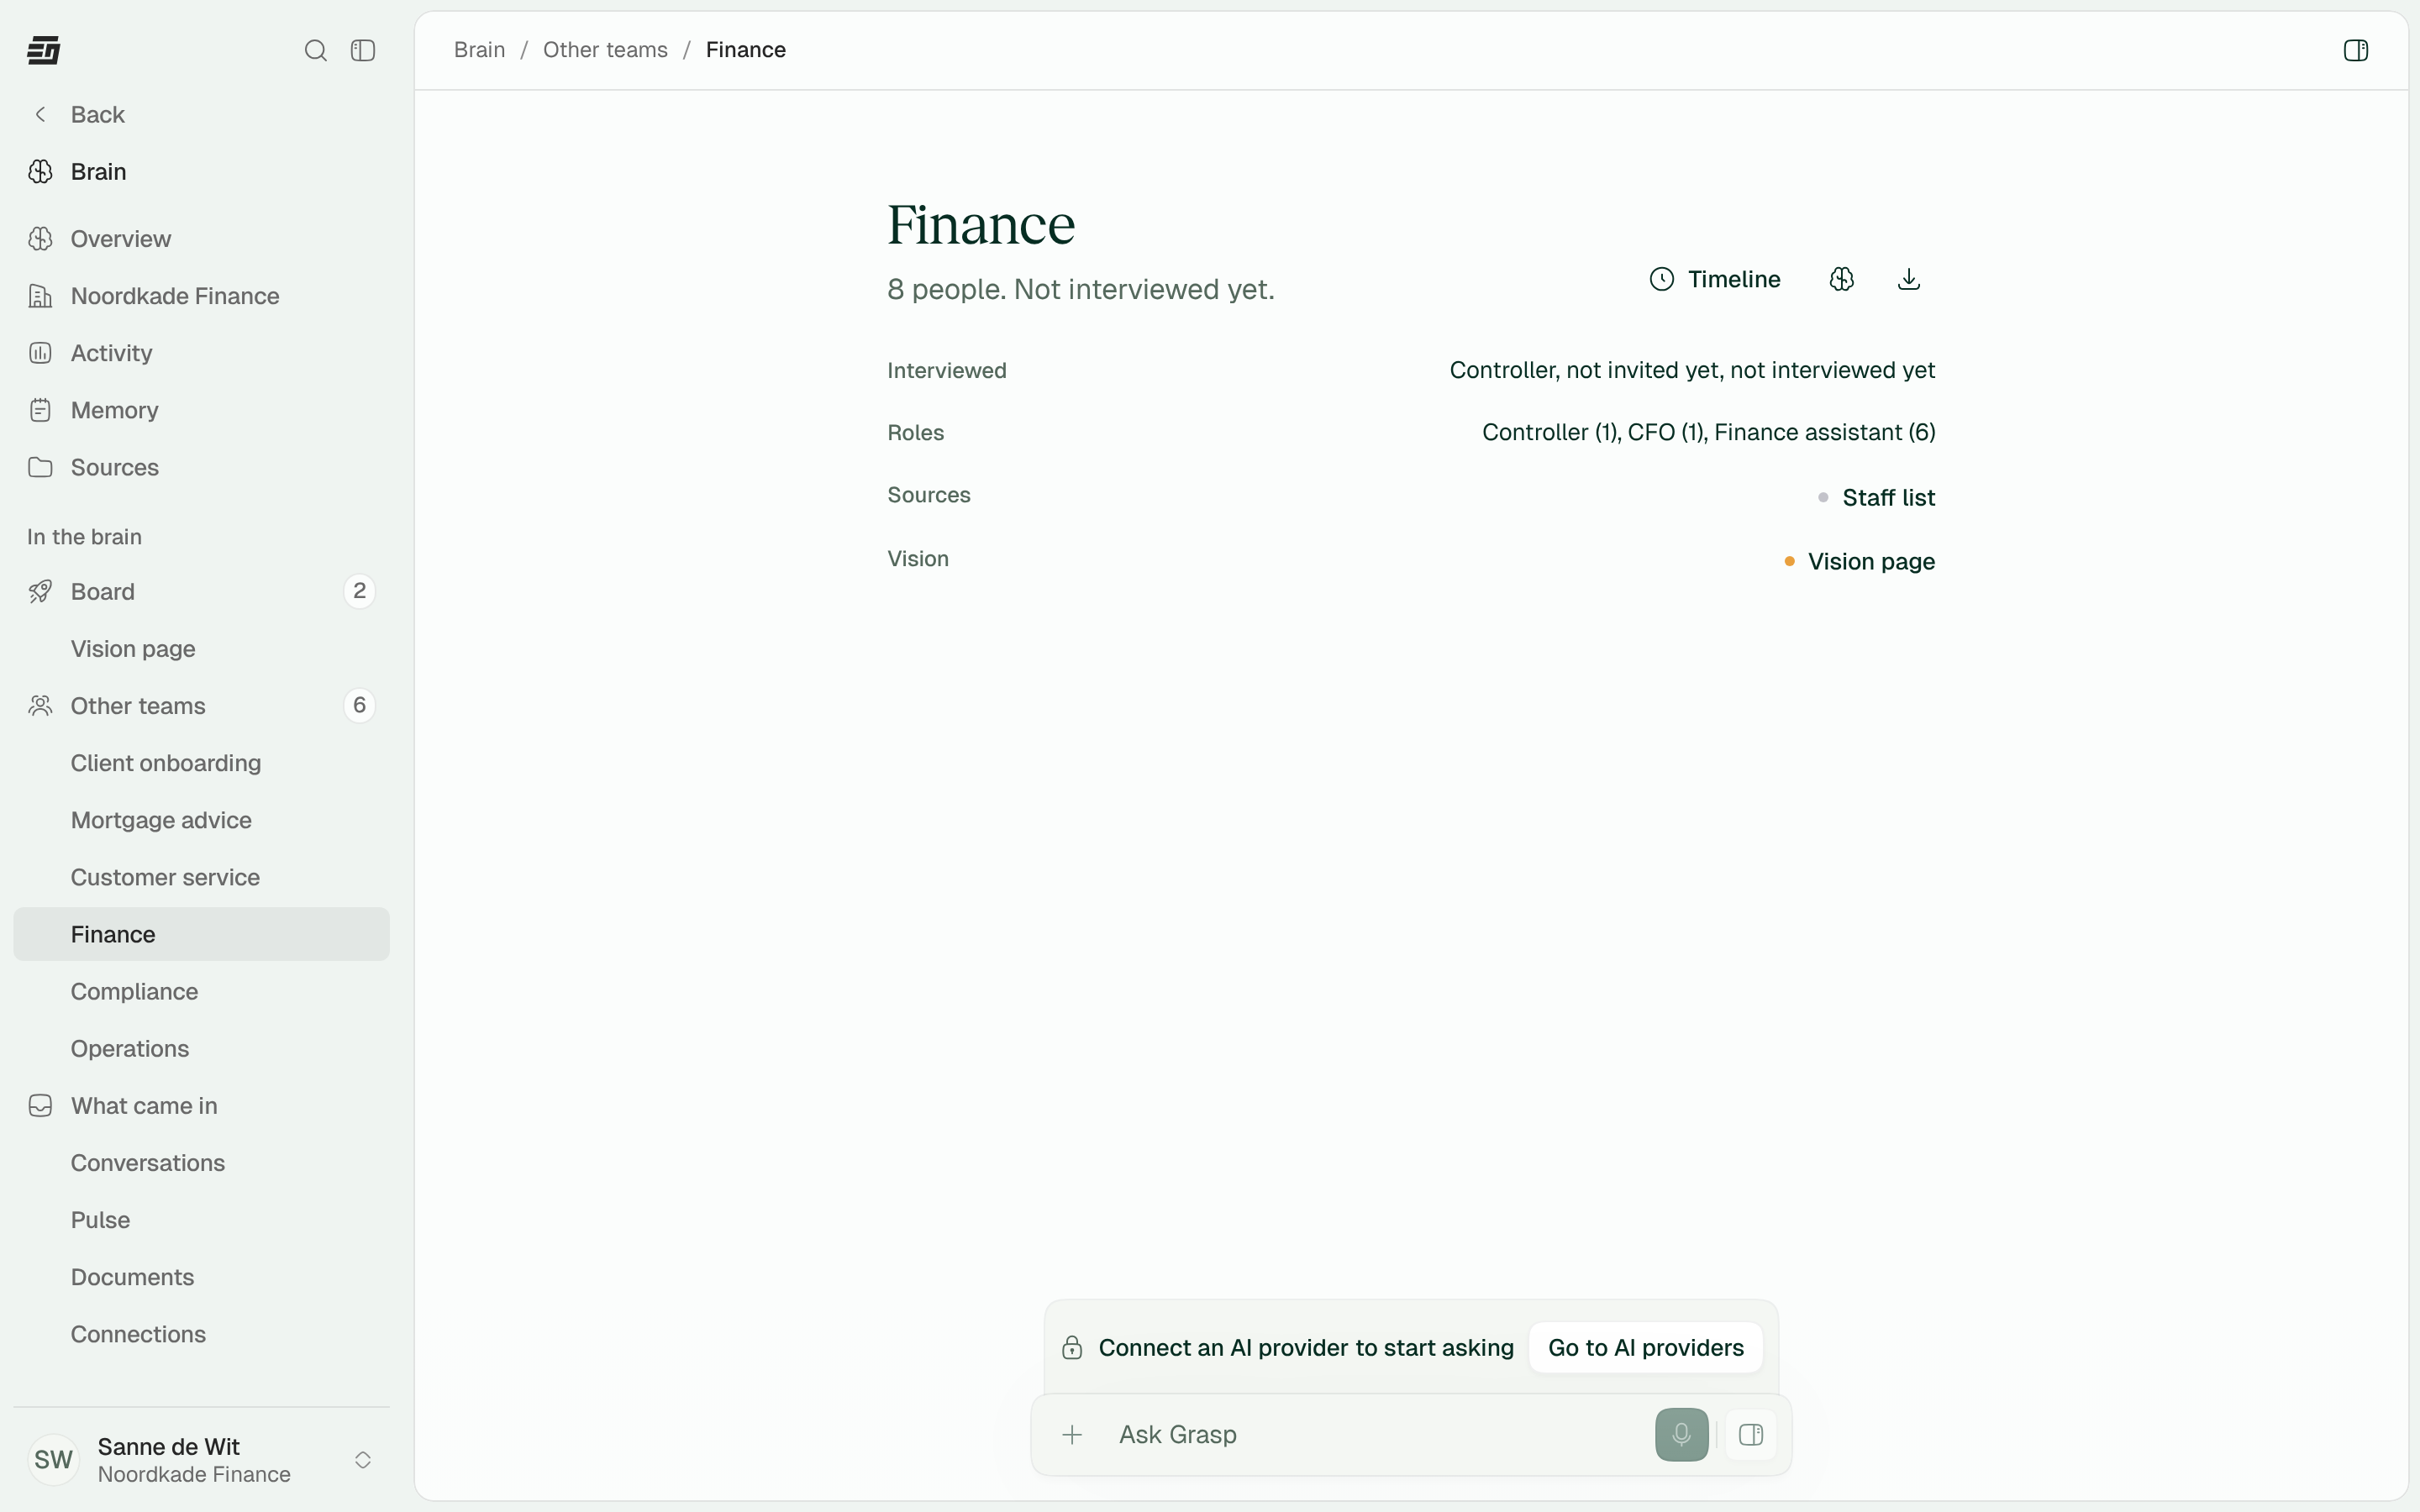 Back
Brain
Overview
Noordkade Finance
Activity
Memory
Sources
In the brain
Board 2
Vision page
Other teams 6
Client onboarding
Mortgage advice
Customer service
Finance
Compliance
Operations
What came in
Conversations
Pulse
Documents
Connections
SW
Sanne de Wit
Noordkade Finance
Brain / Other teams / Finance
Finance
8 people. Not interviewed yet.
Timeline
Interviewed Controller, not invited yet, not interviewed yet
Roles Controller (1), CFO (1), Finance assistant (6)
Sources Staff list
Vision Vision page
Connect an AI provider to start asking Go to AI providers
Ask Grasp